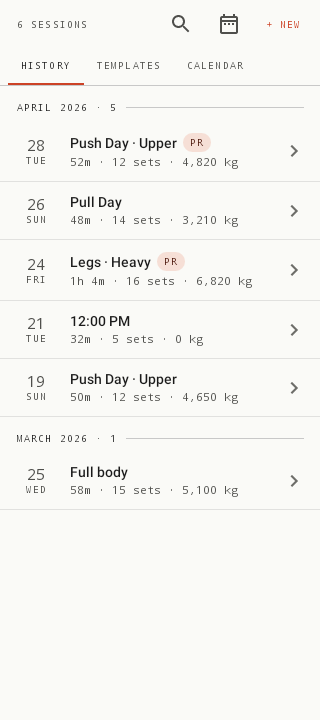 6 SESSIONS
+ NEW
HISTORY TEMPLATES CALENDAR
APRIL 2026 · 5
28 Push Day · Upper PR
TUE 52m · 12 sets · 4,820 kg
26 Pull Day
SUN 48m · 14 sets · 3,210 kg
24 Legs · Heavy PR
FRI 1h 4m · 16 sets · 6,820 kg
21 12:00 PM
TUE 32m · 5 sets · 0 kg
19 Push Day · Upper
SUN 50m · 12 sets · 4,650 kg
MARCH 2026 · 1
25 Full body
WED 58m · 15 sets · 5,100 kg